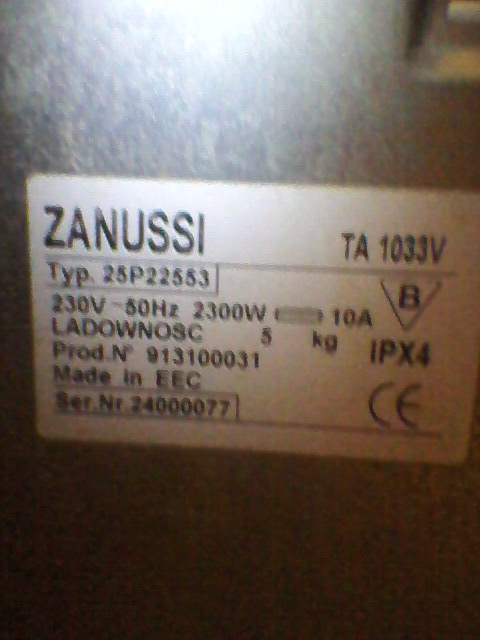 ZANUSSI TA 1033V
Typ. 25P22553
230V ~ 50Hz 2300W 10A
B
LADOWNOSC 5 kg
IPX4
Prod.N° 913100031
Made in EEC
Ser.Nr.24000077
CE